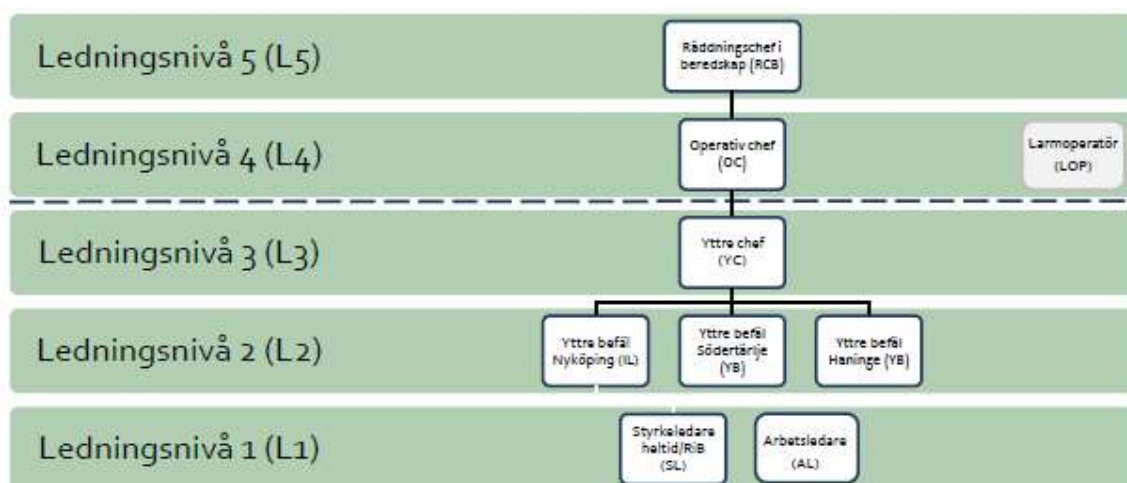 Ledningsnivå 5 (L5)
Räddningschef i
beredskap (RCB)
Ledningsnivå 4 (L4)
Operativ chef
(OC)
Larmoperatör
(LOP)
Ledningsnivå 3 (L3)
Yttre chef
(YC)
Ledningsnivå 2 (L2)
Yttre befäl
Nyköping (IL)
Yttre befäl
Södertärlje
(YB)
Yttre befäl
Haninge (YB)
Ledningsnivå 1 (L1)
Styrkeledare
heltid/RiB
(SL)
Arbetsledare
(AL)